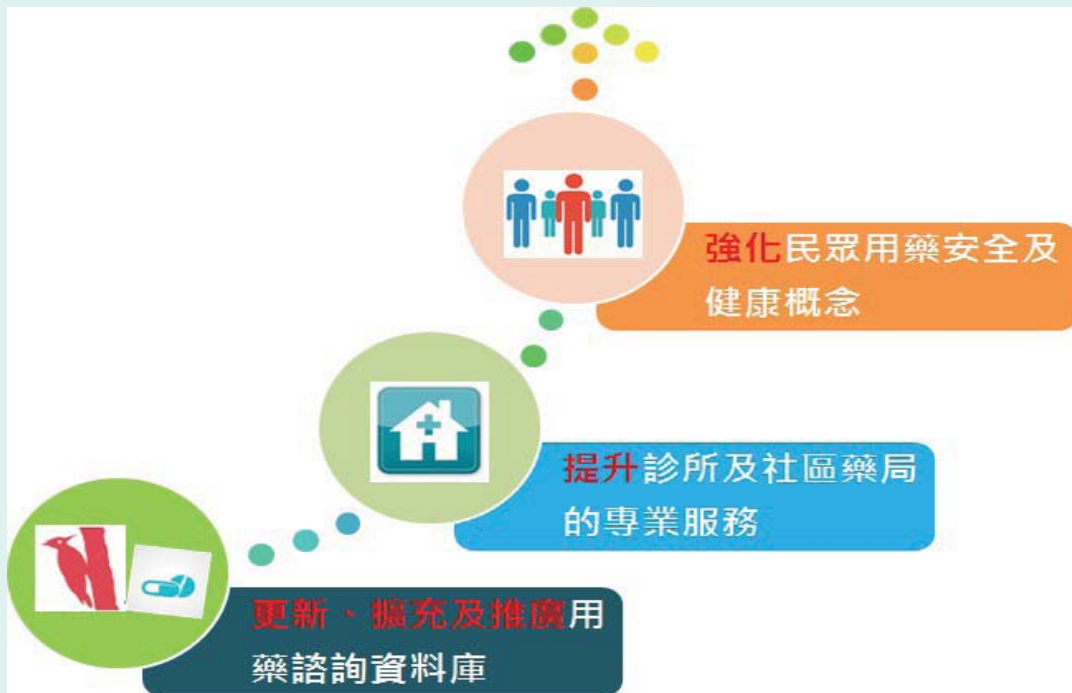 強化民眾用藥安全及
健康概念
提升診所及社區藥局
的專業服務
更新、擴充及推廣用
藥諮詢資料庫